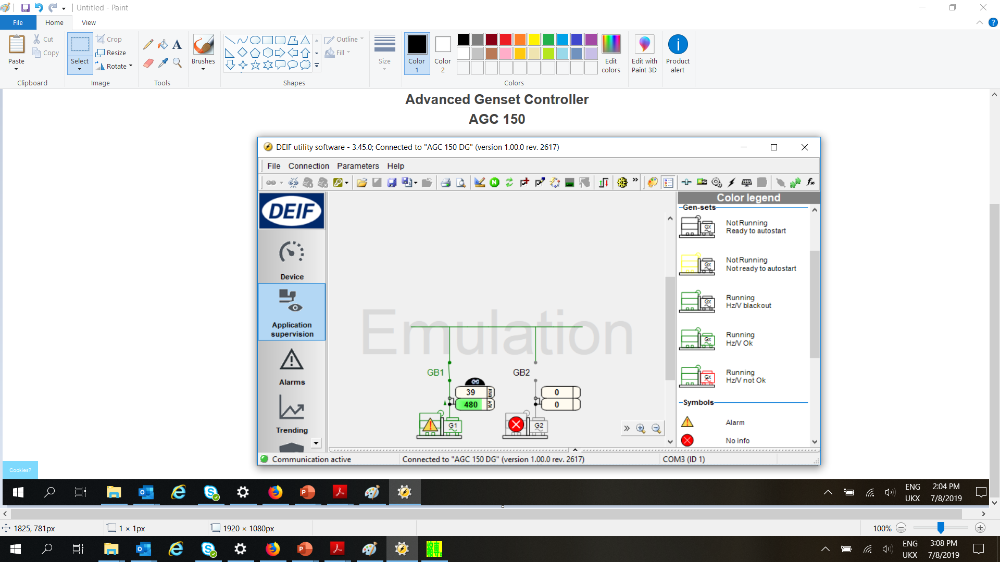 Untitled - Paint
File
Home
View
Paste
Cut
Copy
Clipboard
Select
Crop
Resize
Rotate
Image
A
Tools
Brushes
Shapes
Outline
Fill
Size
Color
1
Color
2
Edit
colors
Colors
Edit with
Paint 3D
Product
alert
Advanced Genset Controller
AGC 150
DEIF utility software - 3.45.0; Connected to "AGC 150 DG" (version 1.00.0 rev. 2617)
File Connection Parameters Help
DEIF
Device
Application
supervision
Alarms
Trending
Emulation
GB1
GB2
39
480
0
0
G1
G2
Color legend
Gen-sets
Gx
Not Running
Ready to autostart
Gx
Not Running
Not ready to autostart
Gx
Running
Hz/V blackout
Gx
Running
Hz/V Ok
Gx
Running
Hz/V not Ok
Symbols
Alarm
No info
Communication active
Connected to "AGC 150 DG" (version 1.00.0 rev. 2617)
COM3 (ID 1)
Cookies?
ENG
UKX
2:04 PM
7/8/2019
1825, 781px
1 × 1px
1920 × 1080px
100%
ENG
UKX
3:08 PM
7/8/2019